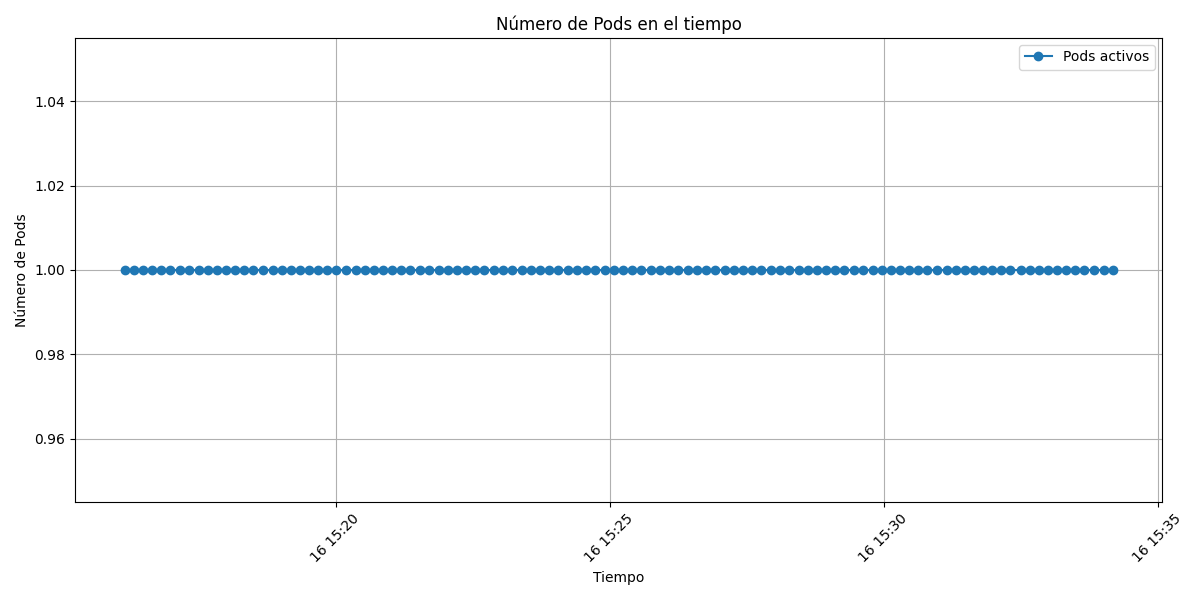 Número de Pods en el tiempo
Pods activos
Número de Pods
1.04
1.02
1.00
0.98
0.96
16 15:20
16 15:25
16 15:30
16 15:35
Tiempo